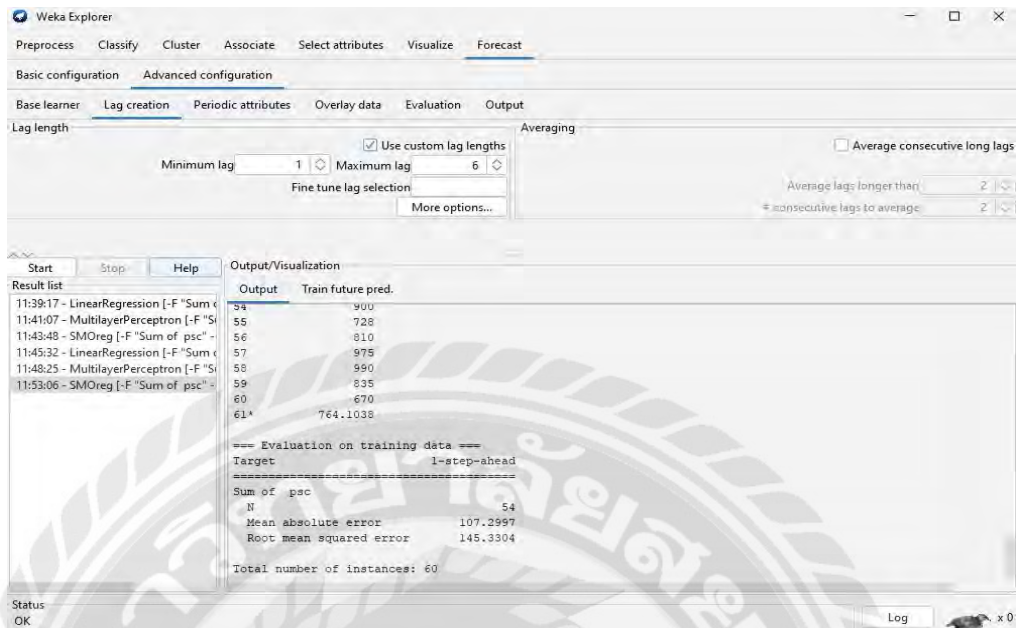 Weka Explorer
Preprocess Classify Cluster Associate Select attributes Visualize Forecast
Basic configuration Advanced configuration
Base learner Lag creation Periodic attributes Overlay data Evaluation Output
Lag length
Use custom lag lengths
Minimum lag 1 Maximum lag 6
Fine tune lag selection
More options...
Averaging
Average consecutive long lags
Average lags longer than 2
# consecutive lags to average 2
Start Stop Help
Result list
11:39:17 - LinearRegression [-F "Sum
11:41:07 - MultilayerPerceptron [-F
11:43:48 - SMOreg [-F "Sum of psc" -
11:45:32 - LinearRegression [-F "Sum
11:48:25 - MultilayerPerceptron [-F
11:53:06 - SMOreg [-F "Sum of psc" -
Output/Visualization
Output Train future pred.
54 900
55 728
56 810
57 975
58 990
59 835
60 670
61* 764.1038
=== Evaluation on training data ===
Target 1-step-ahead
Sum of psc
N 54
Mean absolute error 107.2997
Root mean squared error 145.3304
Total number of instances: 60
Status
OK
Log x 0